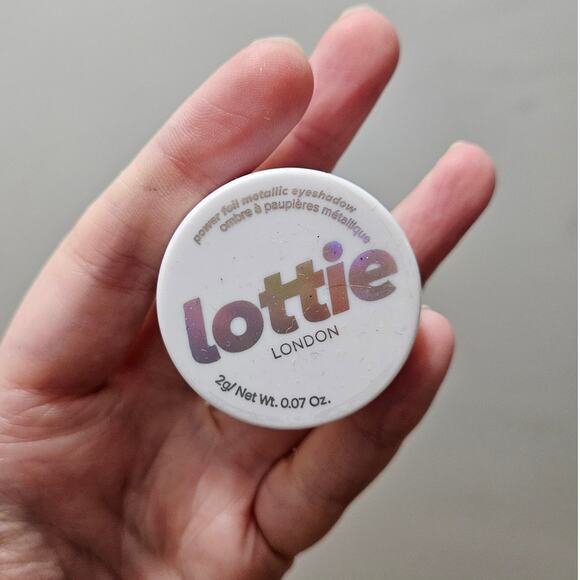 power foil metallic eyeshadow
ombre à paupières métallique
lottie
LONDON
2g/ Net Wt. 0.07 Oz.